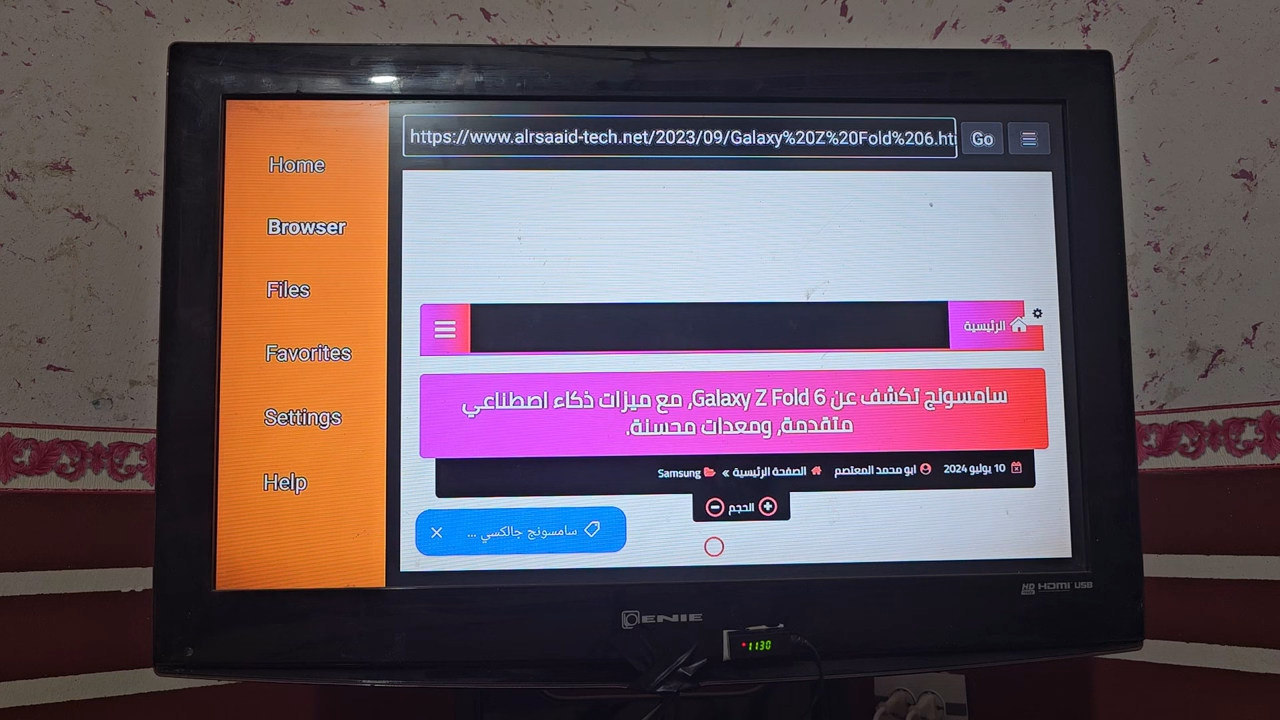 Home
Browser
Files
Favorites
Settings
Help
https://www.alrsaaid-tech.net/2023/09/Galaxy%20Z%20Fold%206.ht
Go
الرئيسية
سامسونج تكشف عن Galaxy Z Fold 6, مع ميزات ذكاء اصطناعي
متقدمة, ومعدات محسنة.
10 يوليو 2024 ابو محمد المعتصم الصفحة الرئيسية » Samsung
الحجم
سامسونج جالكسي ...
HD HDMI USB
GENIE
1130